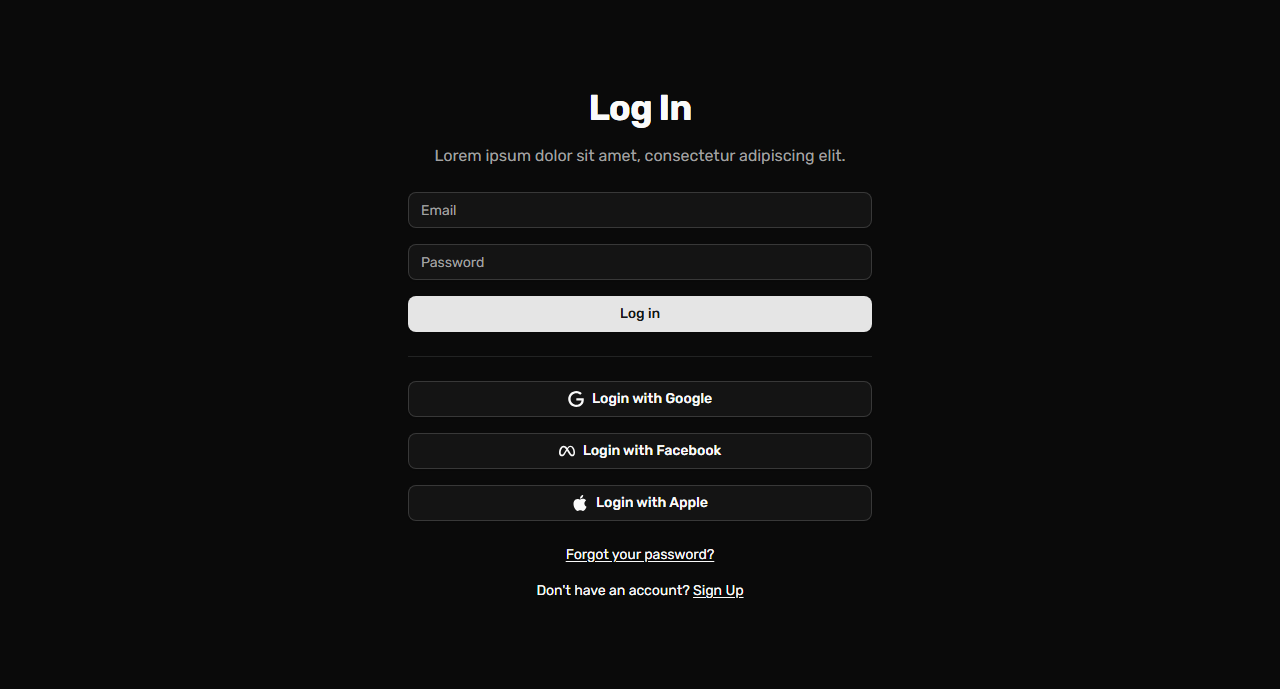 Log In
Lorem ipsum dolor sit amet, consectetur adipiscing elit.
Email
Password
Log in
Login with Google
Login with Facebook
Login with Apple
Forgot your password?
Don't have an account? Sign Up